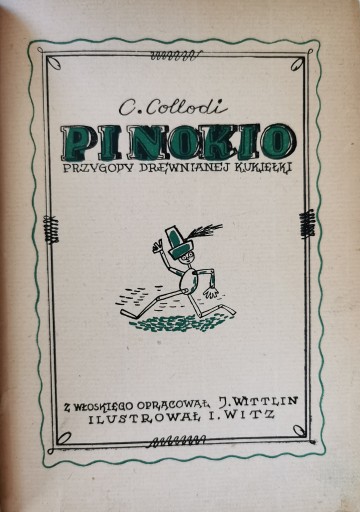 C. Collodi
PINOKIO
PRZYGODY DREWNIANEJ KUKIEŁKI
Z WŁOSKIEGO OPRACOWAŁ J. WITTLIN
ILUSTROWAŁ I. WITZ